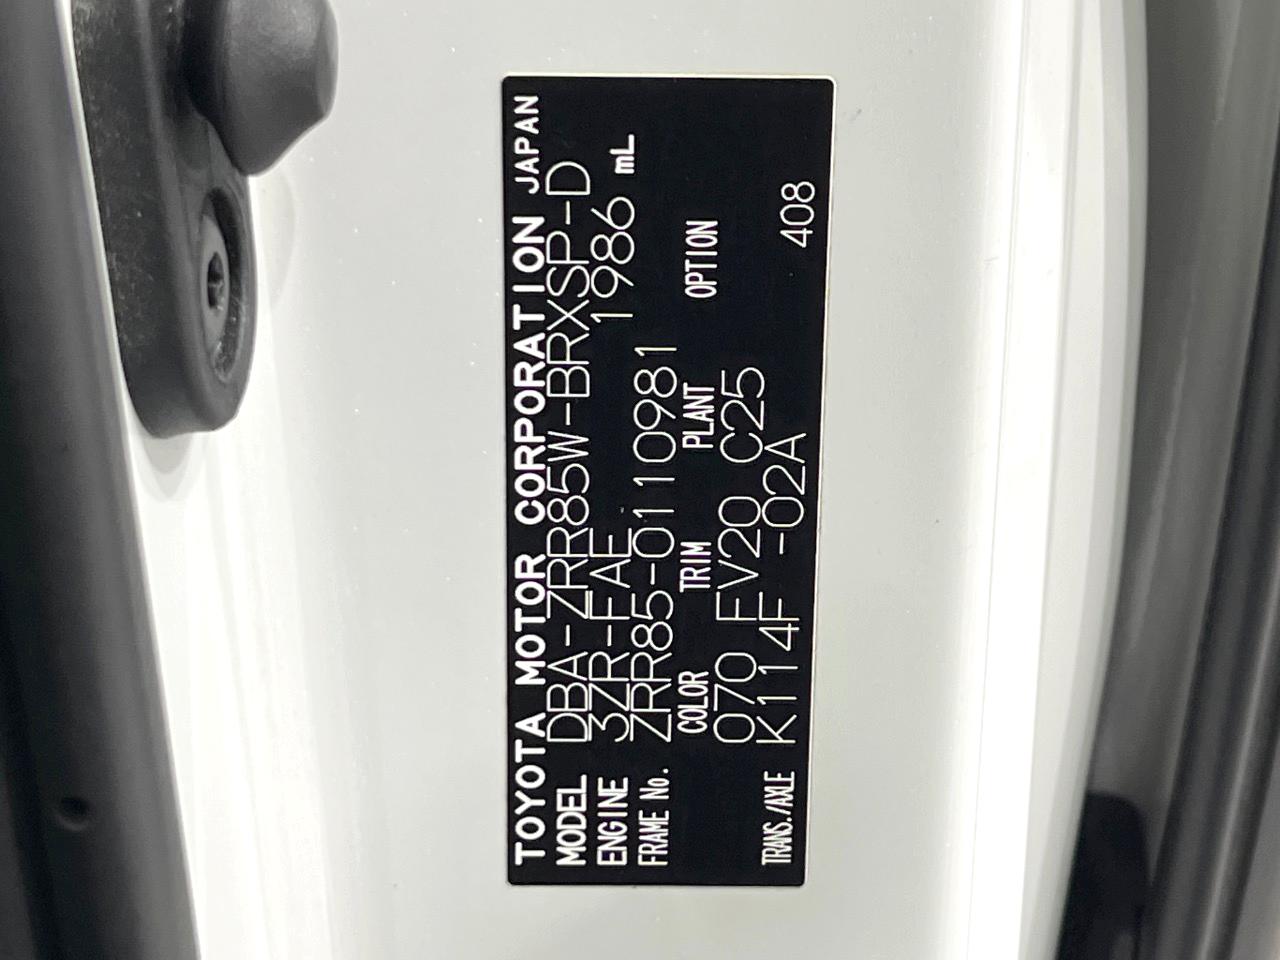 TOYOTA MOTOR CORPORATION JAPAN
MODEL DBA-ZRR85W-BRXSP-D
ENGINE 3ZR-FAE 1986 mL
FRAME No. ZRR85-0110981
COLOR TRIM PLANT OPTION
070 FV20 C25
TRANS./AXLE K114F -02A 408